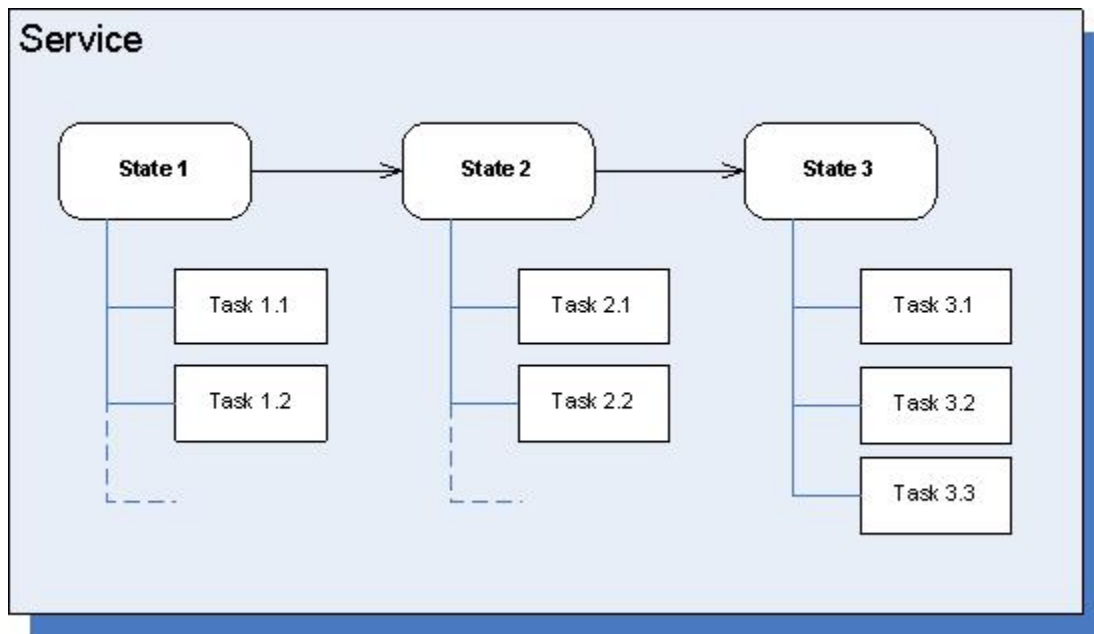 Service
State 1
State 2
State 3
Task 1.1
Task 2.1
Task 3.1
Task 1.2
Task 2.2
Task 3.2
Task 3.3